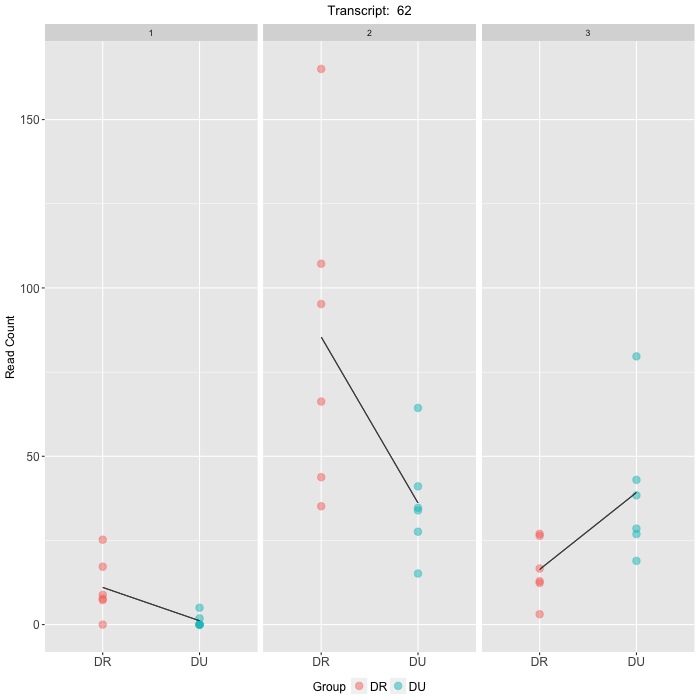 Transcript: 62
1 2 3
150
100
50
0
Read Count
DR DU DR DU DR DU
Group DR DU